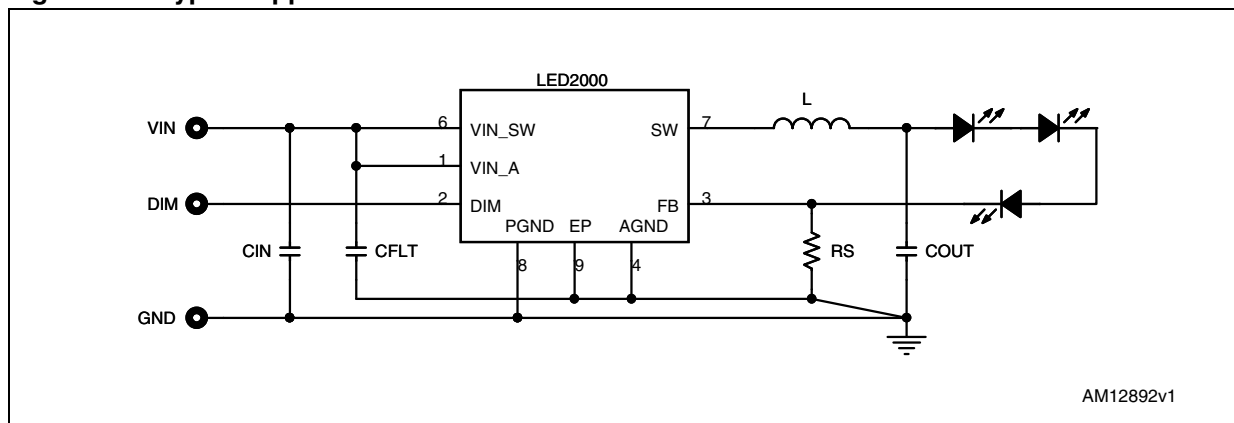 LED2000
L
VIN 6 VIN_SW SW 7
1 VIN_A
DIM 2 DIM FB 3
PGND EP AGND
CIN CFLT 8 9 4 RS COUT
GND
AM12892v1